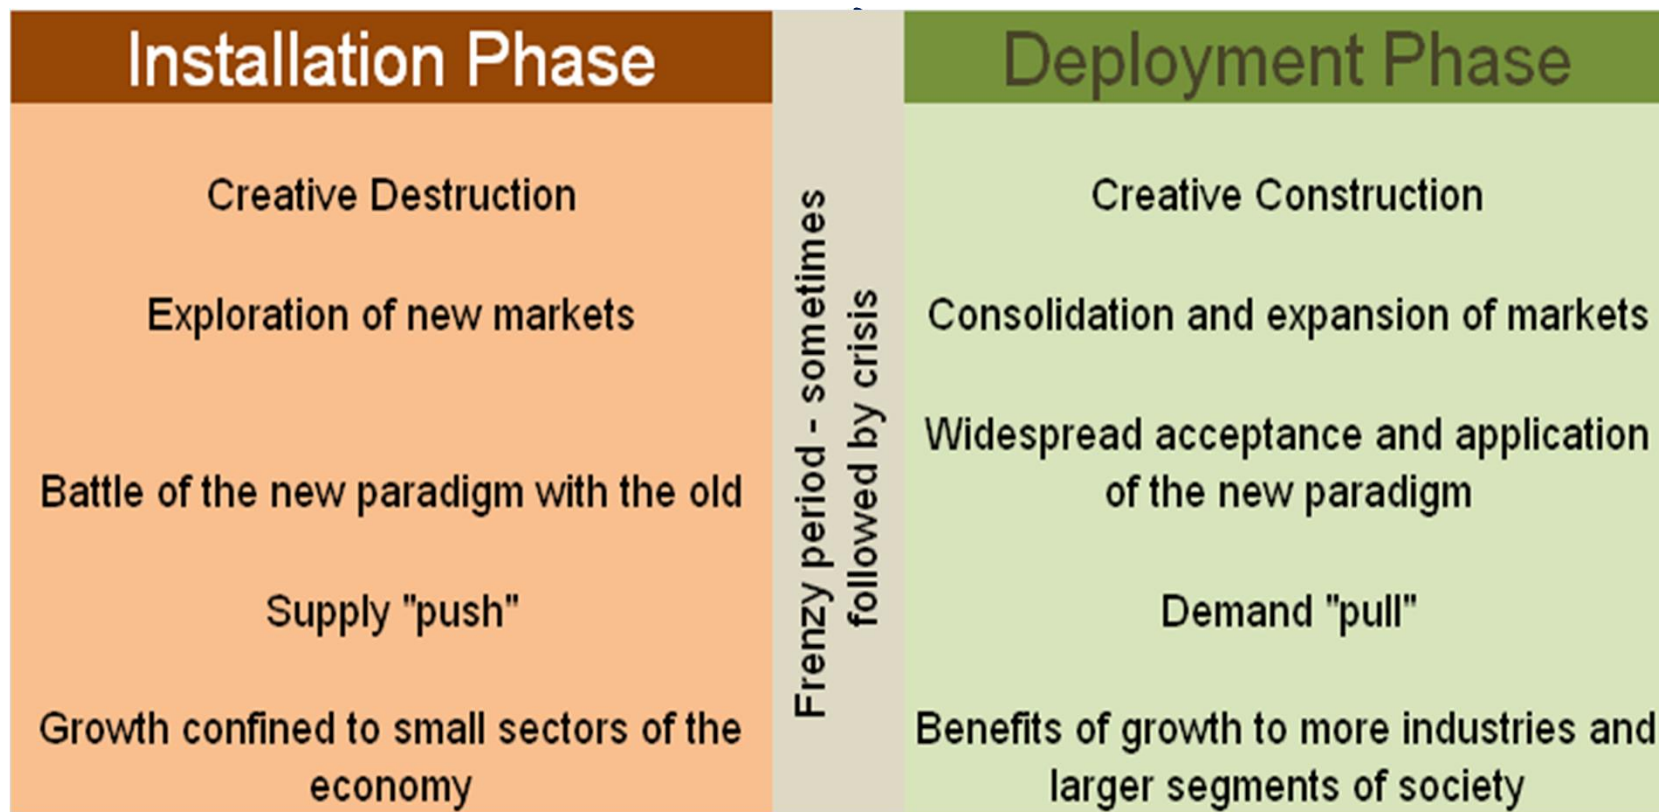 Installation Phase
Creative Destruction
Exploration of new markets
Battle of the new paradigm with the old
Supply "push"
Growth confined to small sectors of the
economy
Frenzy period - sometimes
followed by crisis
Deployment Phase
Creative Construction
Consolidation and expansion of markets
Widespread acceptance and application
of the new paradigm
Demand "pull"
Benefits of growth to more industries and
larger segments of society